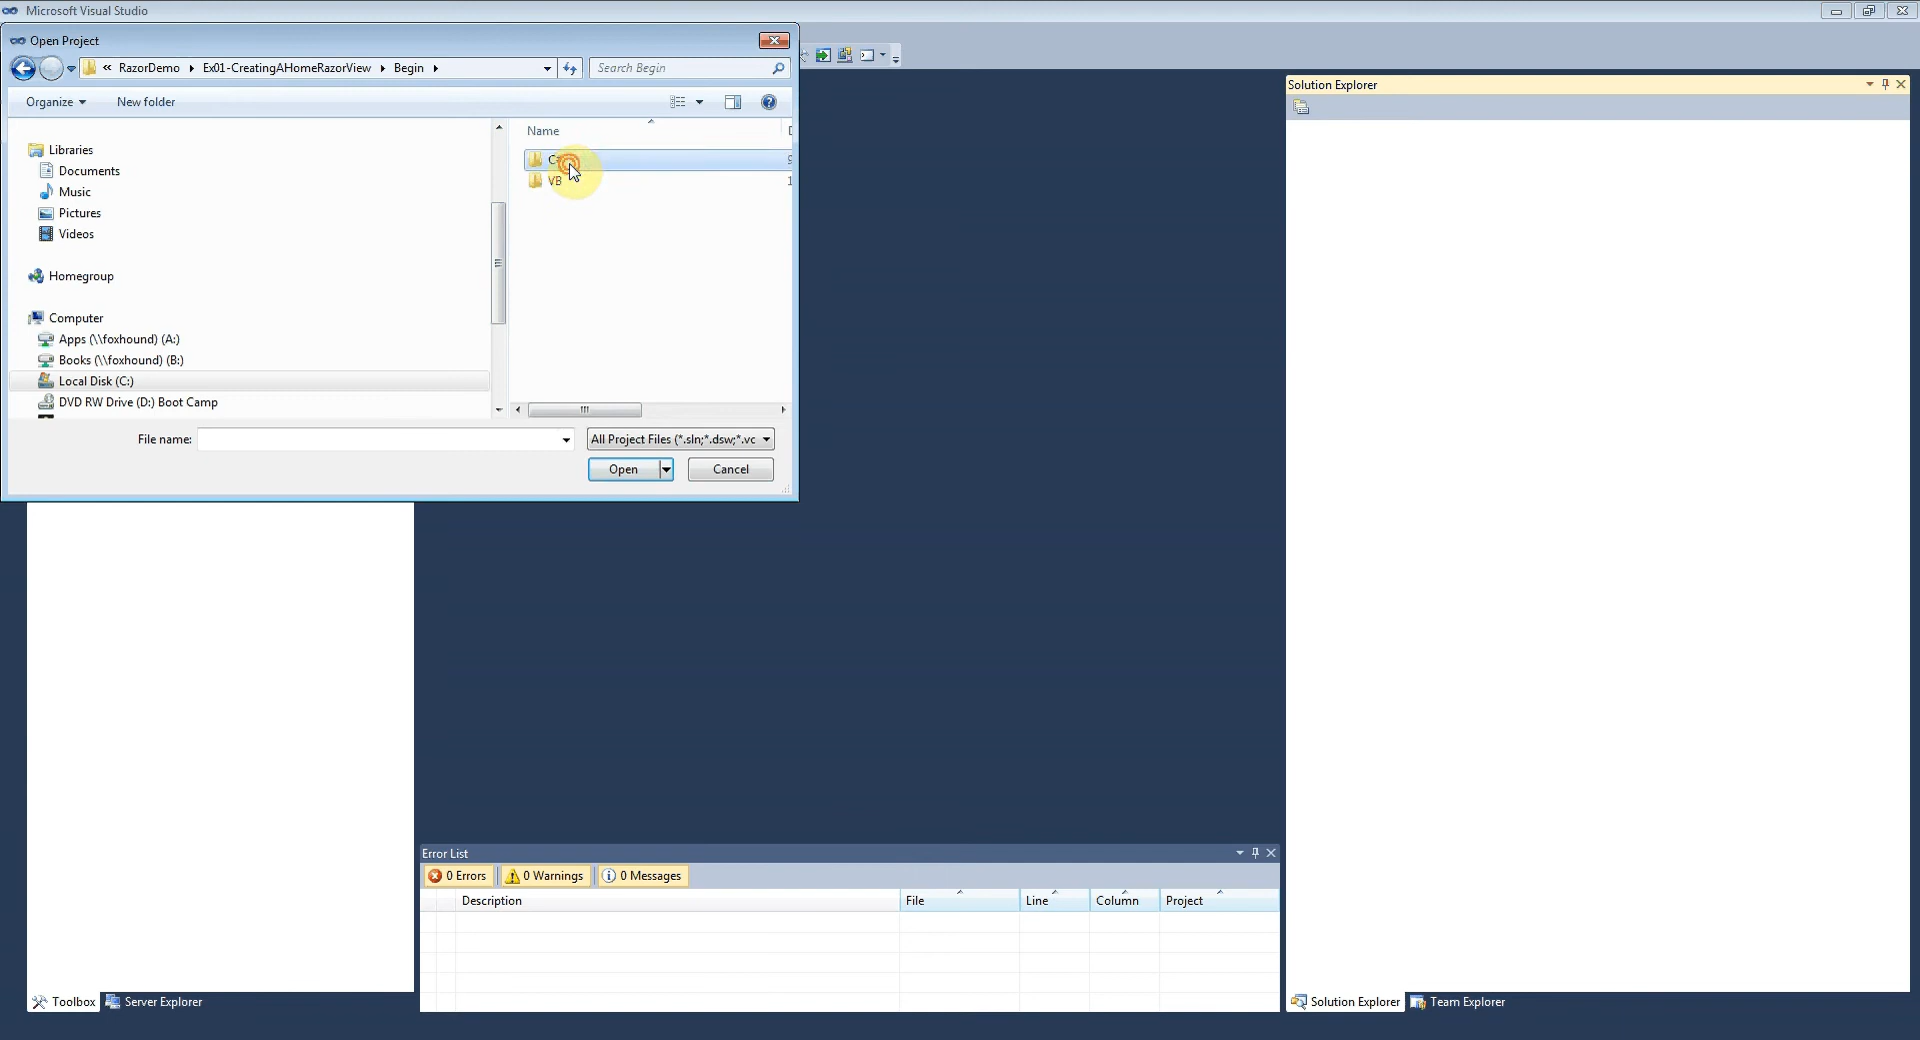 Microsoft Visual Studio
Open Project
« RazorDemo Ex01-CreatingAHomeRazorView Begin
Search Begin
Organize
New folder
Name
Libraries
Documents
VB
Music
Pictures
Videos
Homegroup
Computer
Apps (\\foxhound) (A:)
Books (\\foxhound) (B:)
Local Disk (C:)
DVD RW Drive (D:) Boot Camp
File name:
All Project Files (*.sln;*.dsw;*.vc
Open
Cancel
Solution Explorer
Error List
0 Errors
0 Warnings
0 Messages
Description
File
Line
Column
Project
Toolbox
Server Explorer
Solution Explorer
Team Explorer